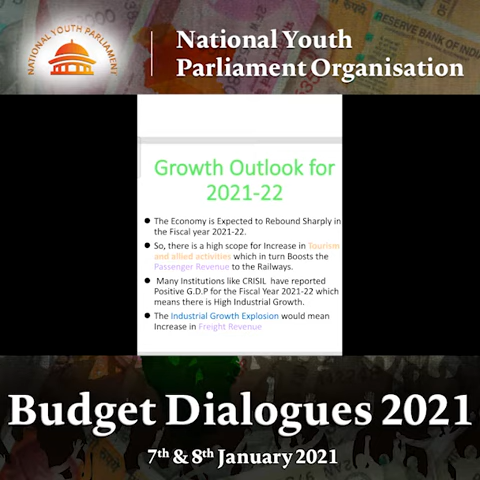 NATIONAL YOUTH PARLIAMENT
National Youth
Parliament Organisation
RESERVE BANK OF INDIA
Growth Outlook for
2021-22
● The Economy is Expected to Rebound Sharply in
the Fiscal year 2021-22.
● So, there is a high scope for Increase in Tourism
and allied activities which in turn Boosts the
Passenger Revenue to the Railways.
● Many Institutions like CRISIL have reported
Positive G.D.P for the Fiscal Year 2021-22 which
means there is High Industrial Growth.
● The Industrial Growth Explosion would mean
Increase in Freight Revenue
Budget Dialogues 2021
7th & 8th January 2021